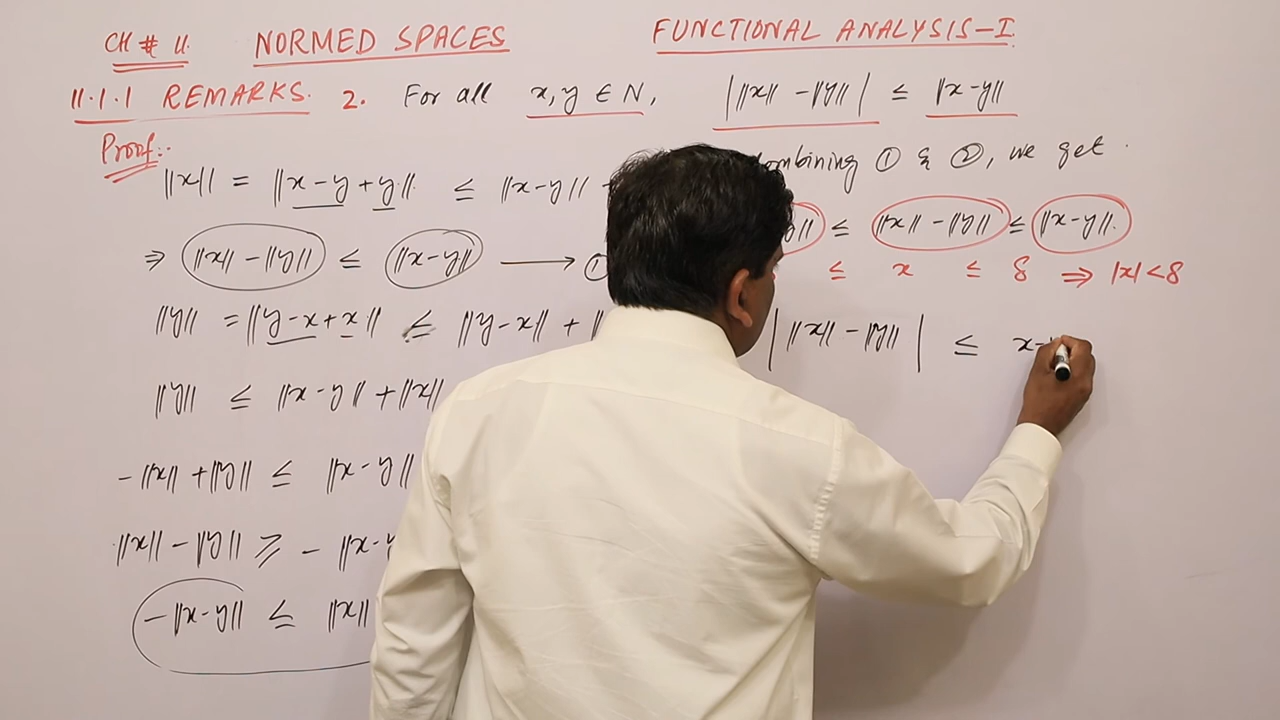 CH # 11. NORMED SPACES FUNCTIONAL ANALYSIS-I.
11.1.1 REMARKS. 2. For all x, y ∈ N, | ||x|| - ||y|| | ≤ ||x-y||
Proof:-
||x|| = ||x - y + y|| ≤ ||x-y||
⇒ ||x|| - ||y|| ≤ ||x-y|| ⟶ ①
||y|| = ||y-x+x|| ≤ ||y-x|| +
||y|| ≤ ||x-y|| + ||x||
-||x|| + ||y|| ≤ ||x-y||
||x|| - ||y|| ≥ - ||x-y
-||x-y|| ≤ ||x||
ombining ① & ②, we get.
y|| ≤ ||x|| - ||y|| ≤ ||x-y||.
≤ x ≤ 8 ⇒ |x| < 8
| ||x|| - ||y|| | ≤ x-